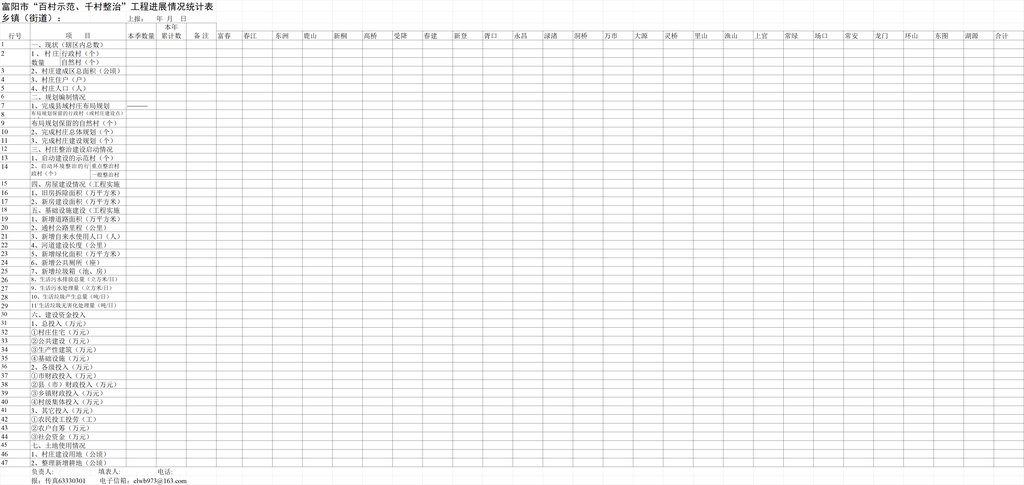 富阳市“百村示范、千村整治”工程进展情况统计表
乡镇（街道）： 上报： 年 月 日
行号 项 目 本季数量 本年累计数 备 注 富春 春江 东洲 鹿山 新桐 高桥 受降 春建 新登 胥口 永昌 渌渚 洞桥 万市 大源 灵桥 里山 渔山 上官 常绿 场口 常安 龙门 环山 东图 湖源 合计
1 一、现状（辖区内总数）
2 1、村庄数量 行政村（个）
自然村（个）
3 2、村庄建成区总面积（公顷）
4 3、村庄住户（户）
5 4、村庄人口（人）
6 二、规划编制情况
7 1、完成县域村庄布局规划 ———
8 布局规划保留的行政村（或村庄建设点）
9 布局规划保留的自然村（个）
10 2、完成村庄总体规划（个）
11 3、完成村庄建设规划（个）
12 三、村庄整治建设启动情况
13 1、启动建设的示范村（个）
14 2、启动环境整治的行政村（个） 重点整治村
一般整治村
15 四、房屋建设情况（工程实施
16 1、旧房拆除面积（万平方米）
17 2、新房建设面积（万平方米）
18 五、基础设施建设（工程实施
19 1、新增道路面积（万平方米）
20 2、通村公路里程（公里）
21 3、新增自来水使用人口（人）
22 4、河道建设长度（公里）
23 5、新增绿化面积（万平方米）
24 6、新增公共厕所（座）
25 7、新增垃圾箱（池、房）
26 8、生活污水排放总量（立方米/日）
27 9、生活污水处理量（立方米/日）
28 10、生活垃圾产生总量（吨/日）
29 11'生活垃圾无害化处理量（吨/日）
30 六、建设资金投入
31 1、总投入（万元）
32 ①村庄住宅（万元）
33 ②公共建设（万元）
34 ③生产性建筑（万元）
35 ④基础设施（万元）
36 2、各级投入（万元）
37 ①市财政投入（万元）
38 ②县（市）财政投入（万元）
39 ③乡镇财政投入（万元）
40 ④村级集体投入（万元）
41 3、其它投入（万元）
42 ①农民投工投劳（工）
43 ②农户自筹（万元）
44 ③社会资金（万元）
45 七、土地使用情况
46 1、村庄建设用地（公顷）
47 2、整理新增耕地（公顷）
负责人: 填表人: 电话:
报：传真63330301 电子信箱：elwb973@163.com